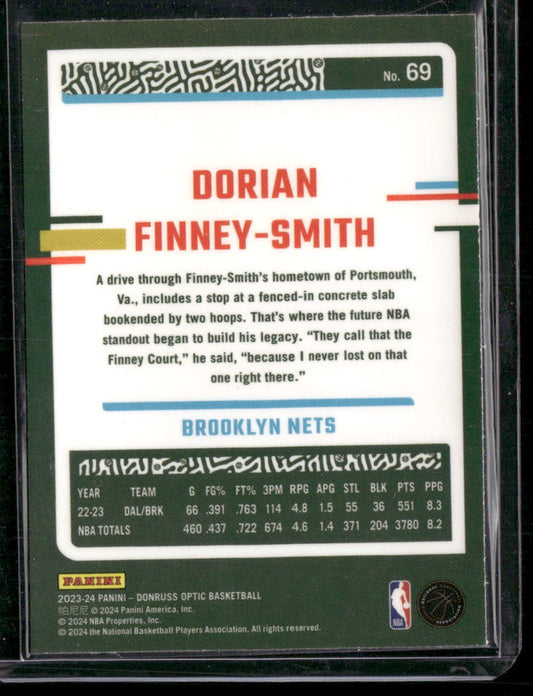 No. 69
DORIAN
FINNEY-SMITH
A drive through Finney-Smith's hometown of Portsmouth,
Va., includes a stop at a fenced-in concrete slab
bookended by two hoops. That's where the future NBA
standout began to build his legacy. “They call that the
Finney Court,” he said, “because I never lost on that
one right there.”
BROOKLYN NETS
YEAR TEAM G FG% FT% 3PM RPG APG STL BLK PTS PPG
22-23 DAL/BRK 66 .391 .763 114 4.8 1.5 55 36 551 8.3
NBA TOTALS 460 .437 .722 674 4.6 1.4 371 204 3780 8.2
PANINI
2023-24 PANINI – DONRUSS OPTIC BASKETBALL
帕尼尼 © 2024 Panini America, Inc.
© 2024 NBA Properties, Inc.
© 2024 the National Basketball Players Association. All rights reserved.
NBA